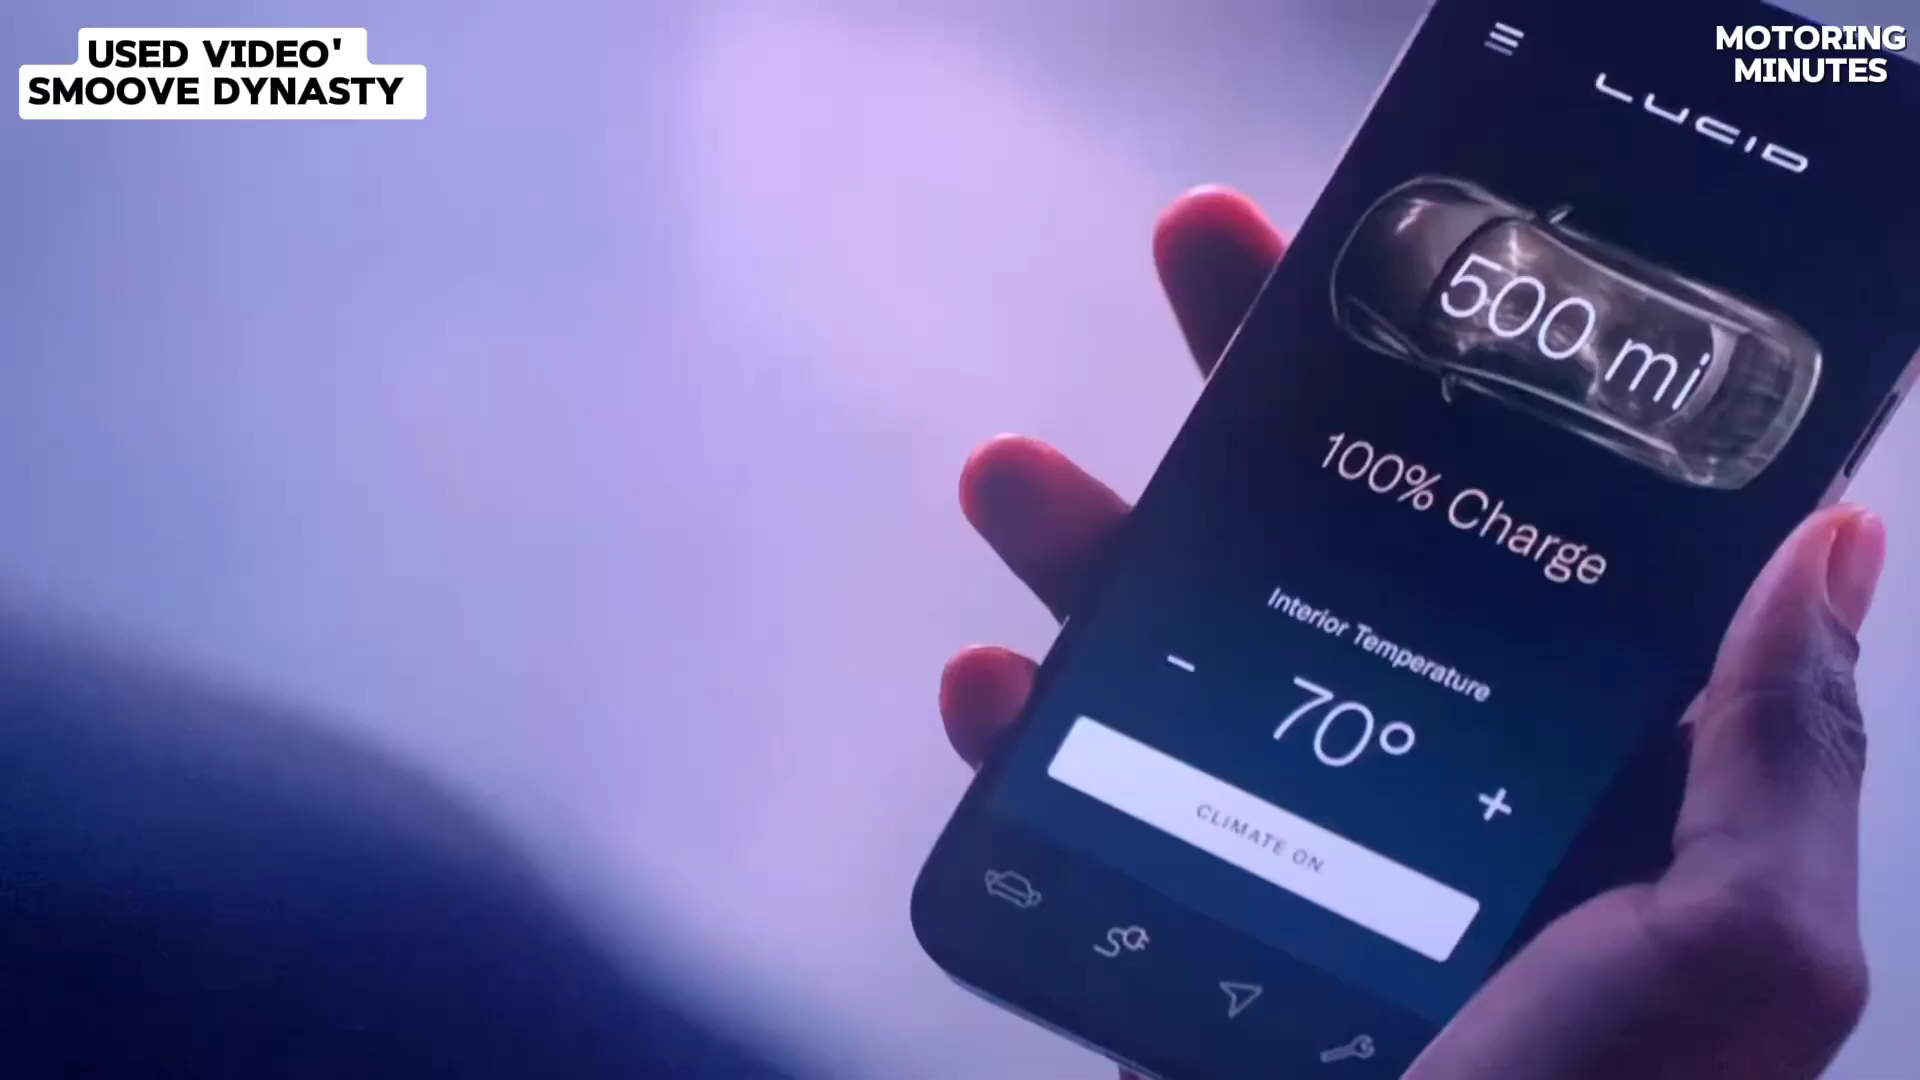 USED VIDEO'
SMOOVE DYNASTY
MOTORING
MINUTES
LUCID
500 mi
100% Charge
Interior Temperature
− 70° +
CLIMATE ON